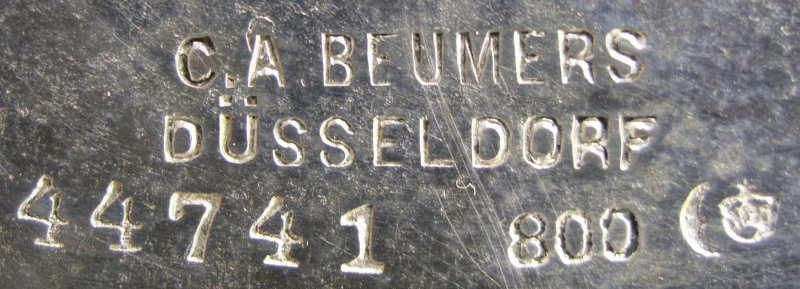 C.A. BEUMERS
DÜSSELDORF
44741 800